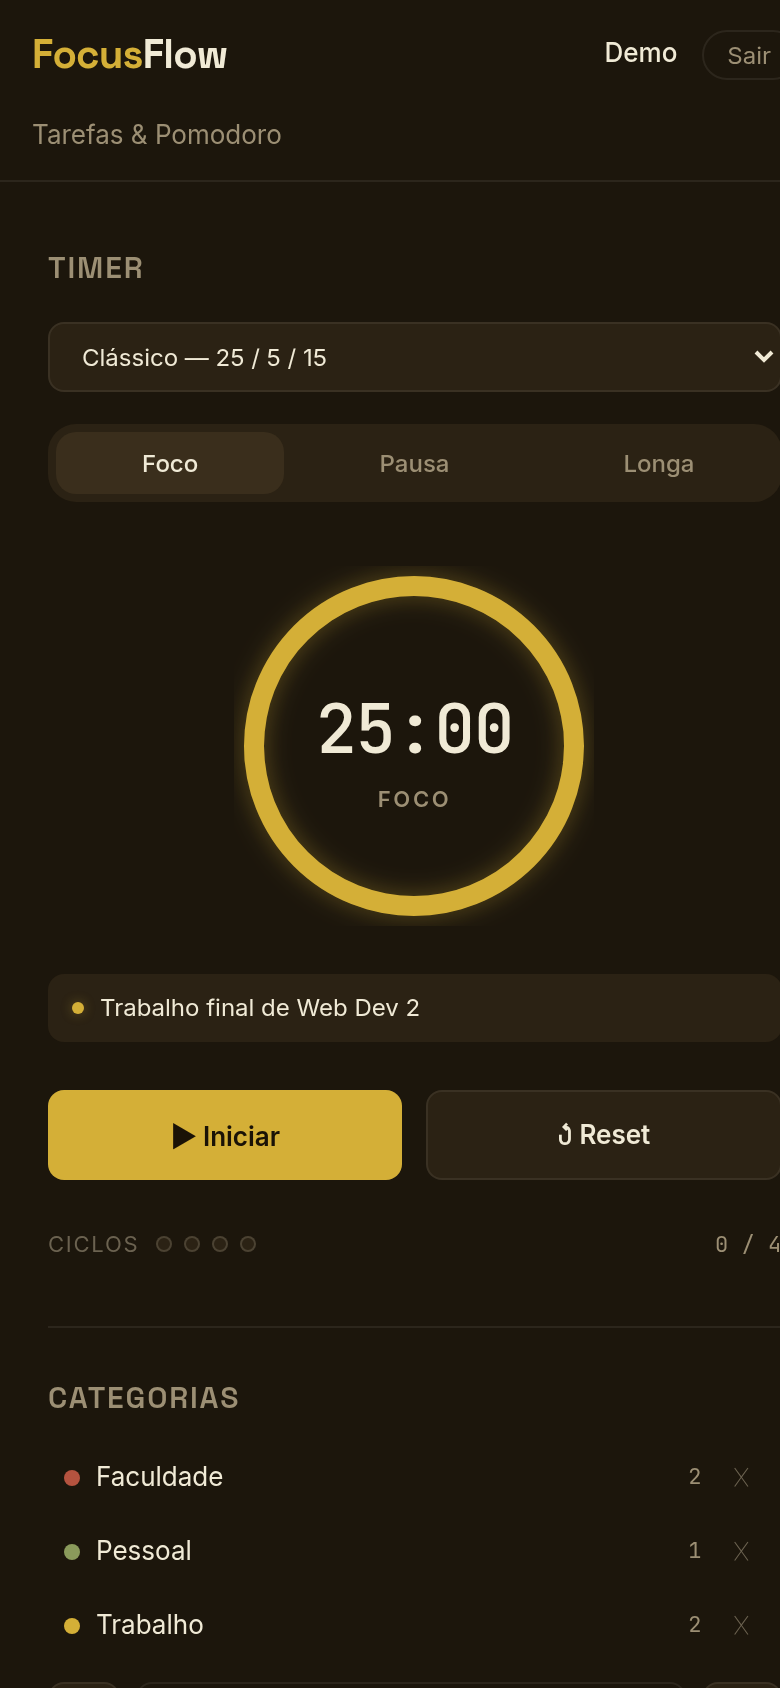 FocusFlow
Demo
Sair
Tarefas & Pomodoro
TIMER
Clássico — 25 / 5 / 15
Foco Pausa Longa
25:00
FOCO
Trabalho final de Web Dev 2
▶ Iniciar
↺ Reset
CICLOS
0 / 4
CATEGORIAS
Faculdade 2 X
Pessoal 1 X
Trabalho 2 X